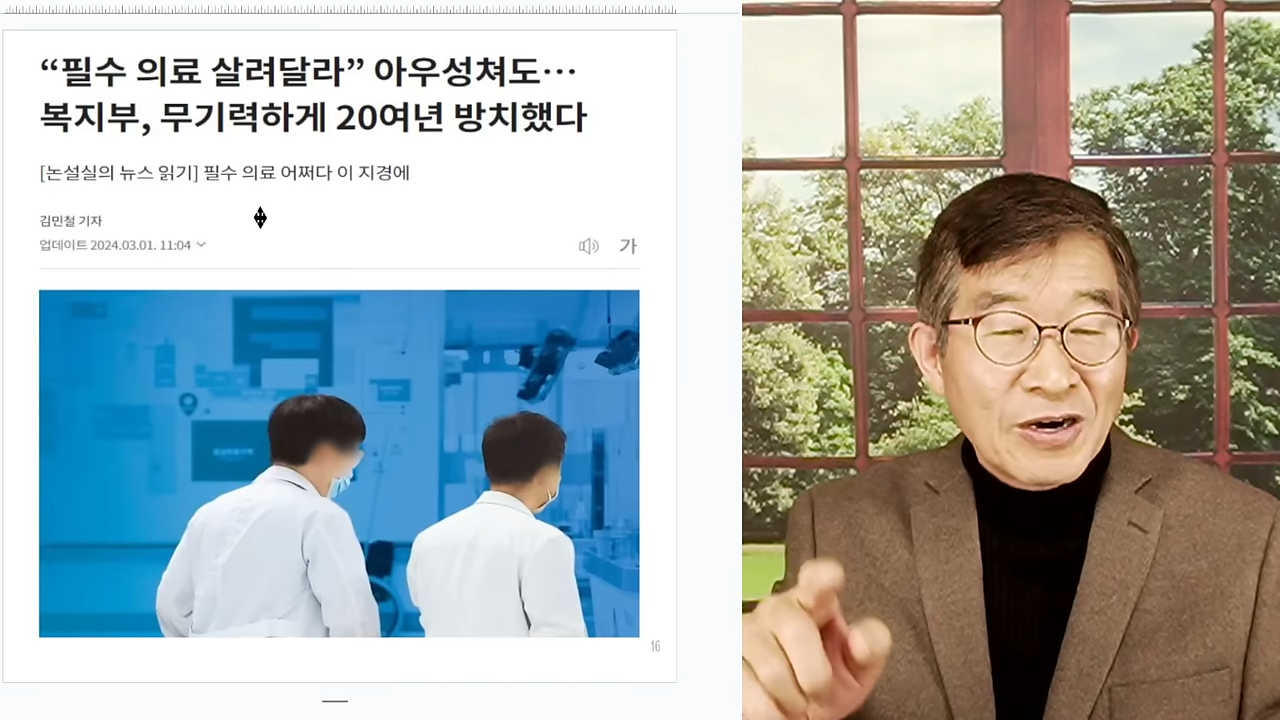 “필수 의료 살려달라” 아우성쳐도…
복지부, 무기력하게 20여년 방치했다
[논설실의 뉴스 읽기] 필수 의료 어쩌다 이 지경에
김민철 기자
업데이트 2024.03.01. 11:04
가
16